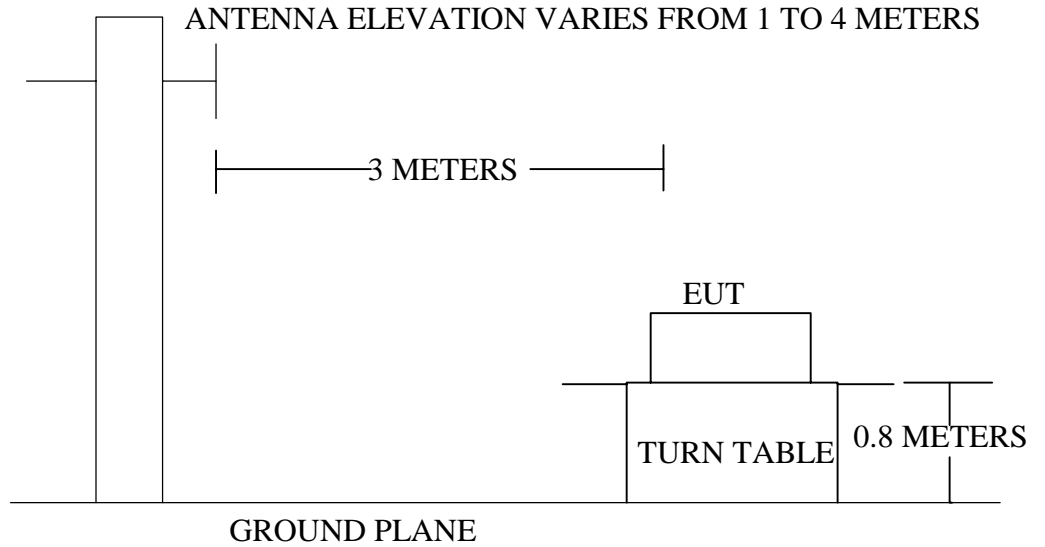 ANTENNA ELEVATION VARIES FROM 1 TO 4 METERS
3 METERS
EUT
0.8 METERS
TURN TABLE
GROUND PLANE